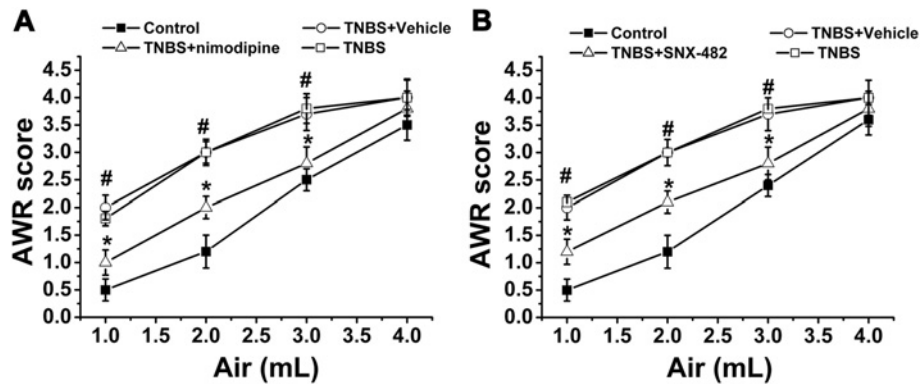 A
Control
TNBS+Vehicle
TNBS+nimodipine
TNBS
AWR score
4.5
4.0
3.5
3.0
2.5
2.0
1.5
1.0
0.5
0.0
#
#
#
*
*
*
1.0 1.5 2.0 2.5 3.0 3.5 4.0
Air (mL)
B
Control
TNBS+Vehicle
TNBS+SNX-482
TNBS
AWR score
4.5
4.0
3.5
3.0
2.5
2.0
1.5
1.0
0.5
0.0
#
#
#
*
*
*
1.0 1.5 2.0 2.5 3.0 3.5 4.0
Air (mL)